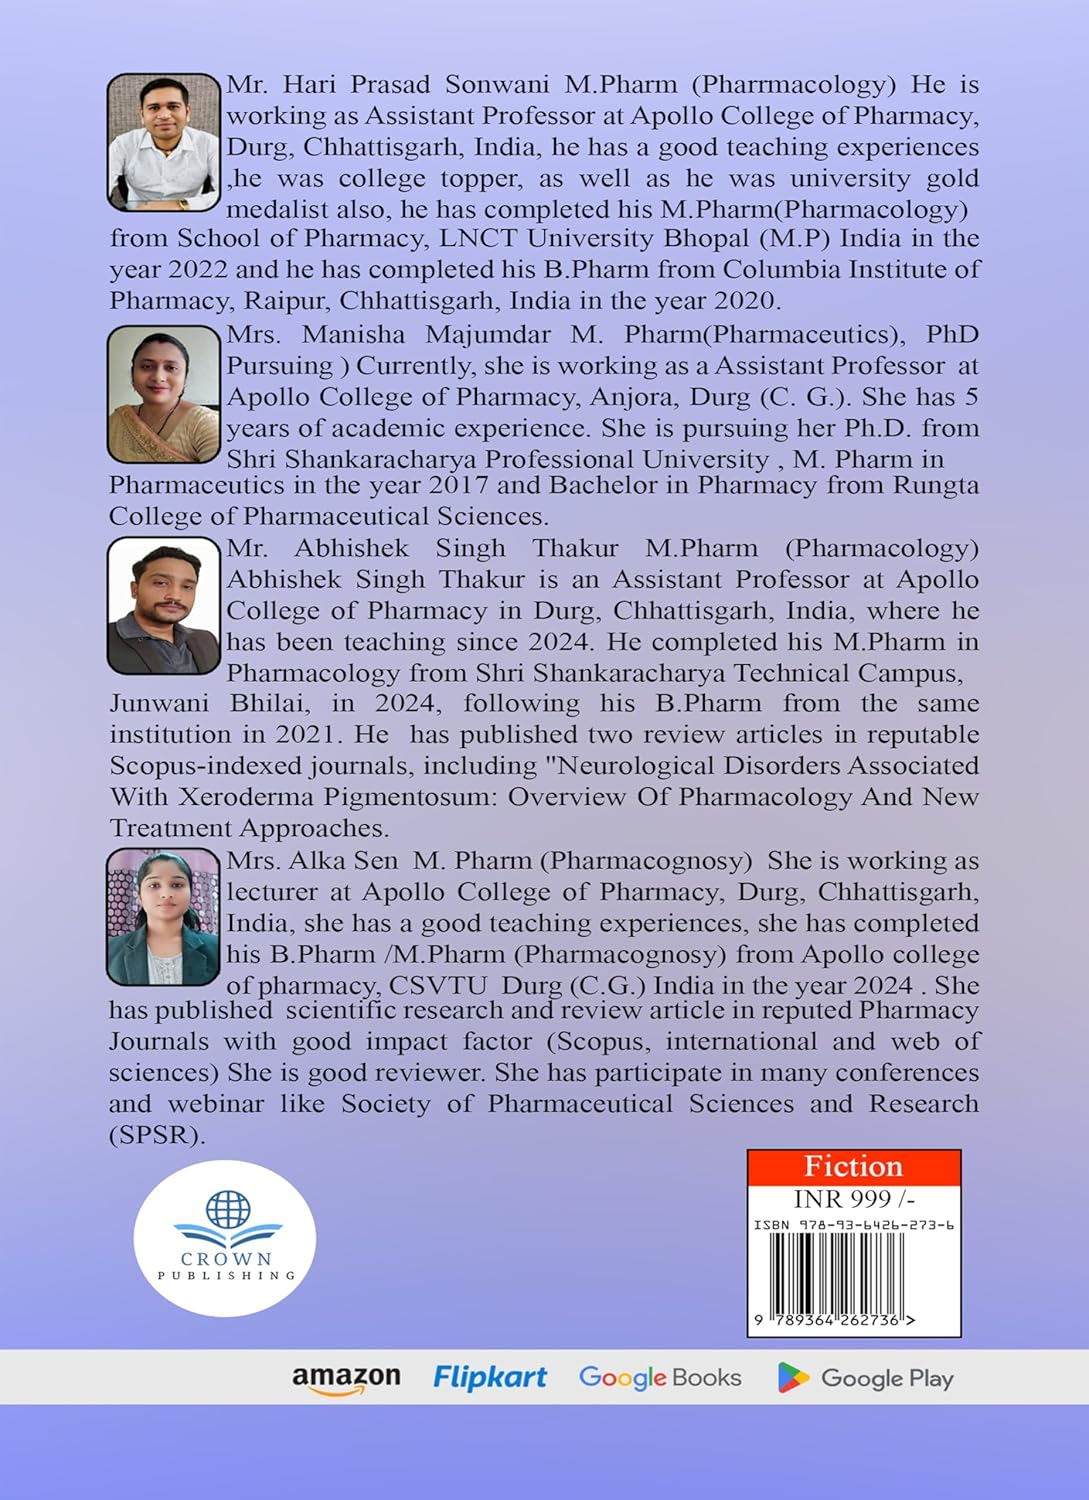 Mr. Hari Prasad Sonwani M.Pharm (Pharrmacology) He is
working as Assistant Professor at Apollo College of Pharmacy,
Durg, Chhattisgarh, India, he has a good teaching experiences
,he was college topper, as well as he was university gold
medalist also, he has completed his M.Pharm(Pharmacology)
from School of Pharmacy, LNCT University Bhopal (M.P) India in the
year 2022 and he has completed his B.Pharm from Columbia Institute of
Pharmacy, Raipur, Chhattisgarh, India in the year 2020.
Mrs. Manisha Majumdar M. Pharm(Pharmaceutics), PhD
Pursuing ) Currently, she is working as a Assistant Professor at
Apollo College of Pharmacy, Anjora, Durg (C. G.). She has 5
years of academic experience. She is pursuing her Ph.D. from
Shri Shankaracharya Professional University , M. Pharm in
Pharmaceutics in the year 2017 and Bachelor in Pharmacy from Rungta
College of Pharmaceutical Sciences.
Mr. Abhishek Singh Thakur M.Pharm (Pharmacology)
Abhishek Singh Thakur is an Assistant Professor at Apollo
College of Pharmacy in Durg, Chhattisgarh, India, where he
has been teaching since 2024. He completed his M.Pharm in
Pharmacology from Shri Shankaracharya Technical Campus,
Junwani Bhilai, in 2024, following his B.Pharm from the same
institution in 2021. He has published two review articles in reputable
Scopus-indexed journals, including "Neurological Disorders Associated
With Xeroderma Pigmentosum: Overview Of Pharmacology And New
Treatment Approaches.
Mrs. Alka Sen M. Pharm (Pharmacognosy) She is working as
lecturer at Apollo College of Pharmacy, Durg, Chhattisgarh,
India, she has a good teaching experiences, she has completed
his B.Pharm /M.Pharm (Pharmacognosy) from Apollo college
of pharmacy, CSVTU Durg (C.G.) India in the year 2024 . She
has published scientific research and review article in reputed Pharmacy
Journals with good impact factor (Scopus, international and web of
sciences) She is good reviewer. She has participate in many conferences
and webinar like Society of Pharmaceutical Sciences and Research
(SPSR).
Fiction
INR 999 /-
ISBN 978-93-6426-273-6
9 789364 262736 >
CROWN
PUBLISHING
amazon Flipkart Google Books Google Play